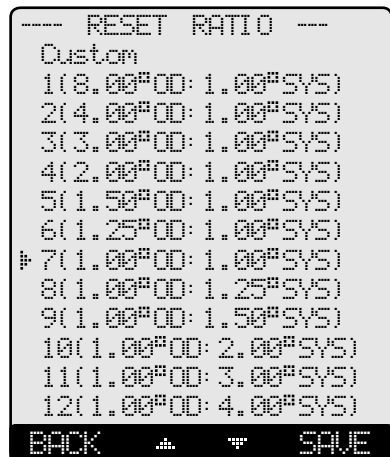 ---- RESET RATIO ---
Custom
1(8.00"OD:1.00"SYS)
2(4.00"OD:1.00"SYS)
3(3.00"OD:1.00"SYS)
4(2.00"OD:1.00"SYS)
5(1.50"OD:1.00"SYS)
6(1.25"OD:1.00"SYS)
7(1.00"OD:1.00"SYS)
8(1.00"OD:1.25"SYS)
9(1.00"OD:1.50"SYS)
10(1.00"OD:2.00"SYS)
11(1.00"OD:3.00"SYS)
12(1.00"OD:4.00"SYS)
BACK SAVE